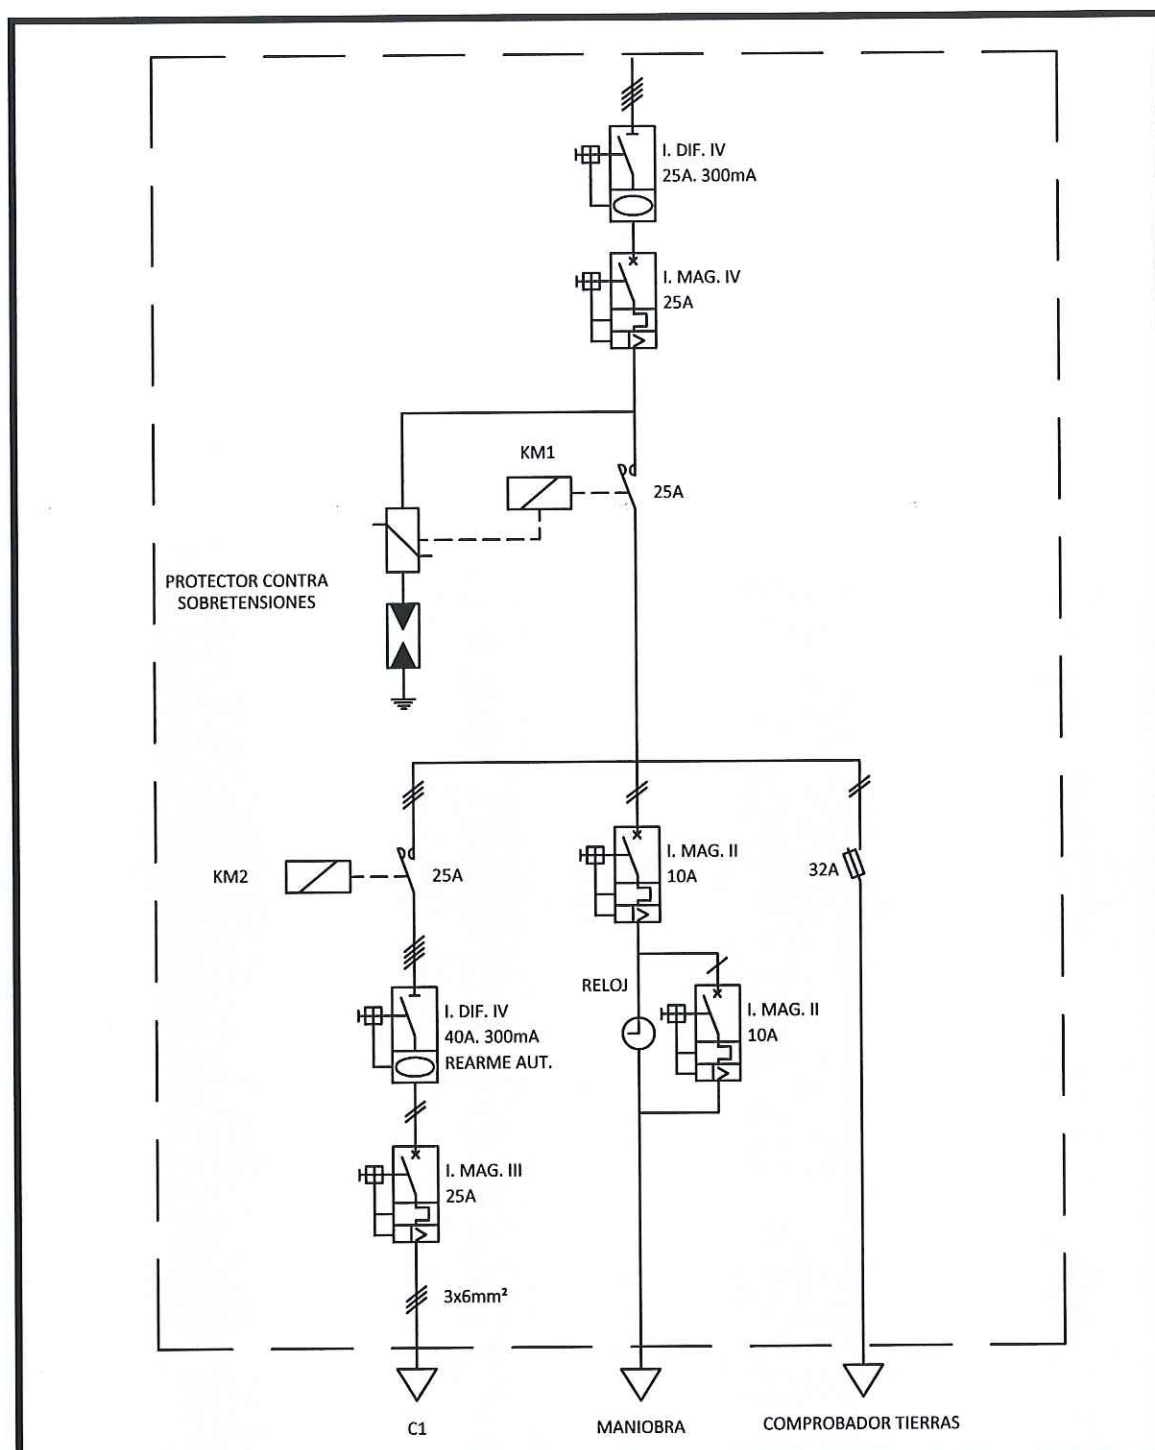 I. DIF. IV
25A. 300mA
I. MAG. IV
25A
KM1
25A
PROTECTOR CONTRA
SOBRETENSIONES
KM2
25A
I. MAG. II
10A
32A
I. DIF. IV
40A. 300mA
REARME AUT.
RELOJ
I. MAG. II
10A
I. MAG. III
25A
3x6mm²
C1
MANIOBRA
COMPROBADOR TIERRAS